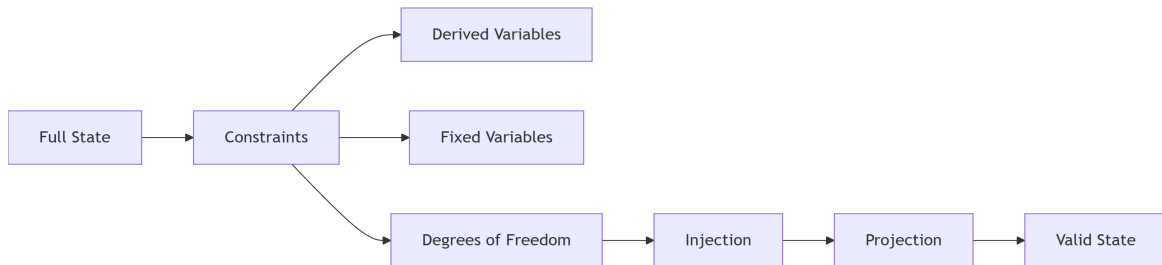 Derived Variables
Full State
Constraints
Fixed Variables
Degrees of Freedom
Injection
Projection
Valid State